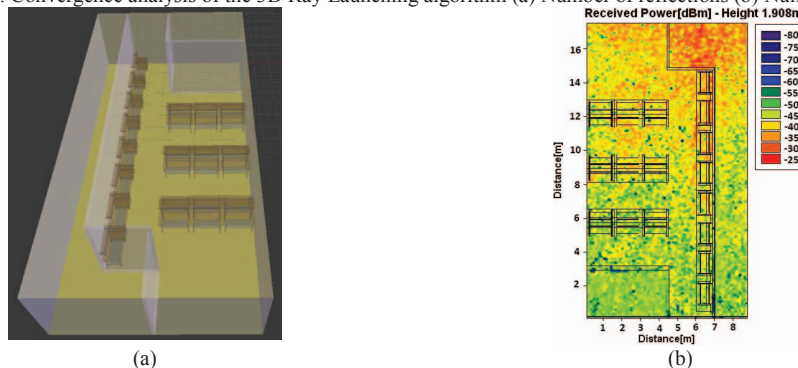 . Convergence analysis of the 3D Ray Launching algorithm (a) Number of reflections (b) Num
Received Power[dBm] - Height 1.908m
16
14
12
10
8
6
4
2
Distance[m]
1 2 3 4 5 6 7 8
Distance[m]
-80
-75
-70
-65
-60
-55
-50
-45
-40
-35
-30
-25
(a)
(b)